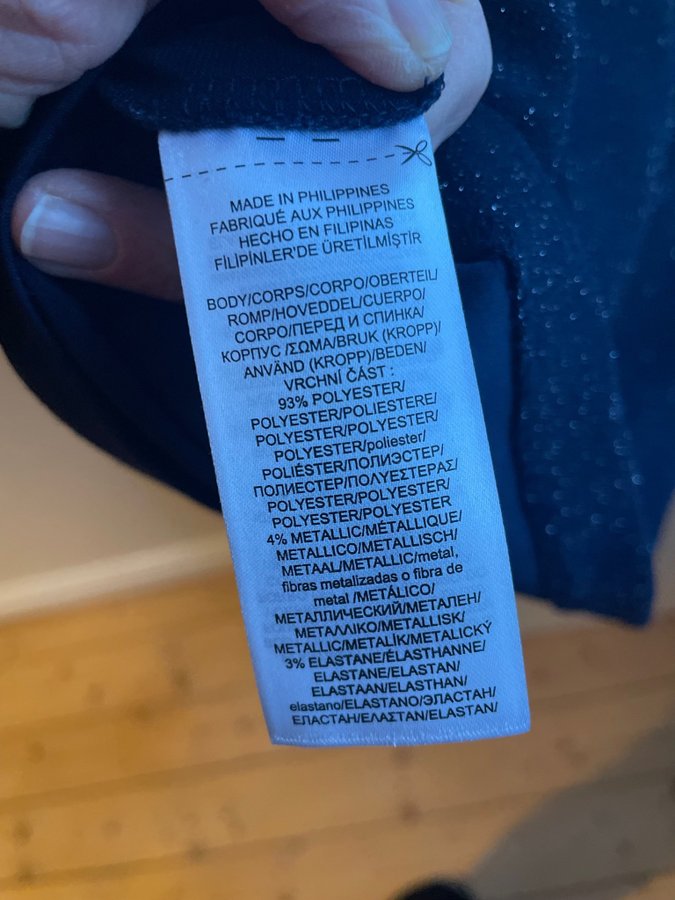 MADE IN PHILIPPINES
FABRIQUÉ AUX PHILIPPINES
HECHO EN FILIPINAS
FİLİPİNLER'DE ÜRETİLMİŞTİR
BODY/CORPS/CORPO/OBERTEIL/
ROMP/HOVEDDEL/CUERPO/
CORPO/ПЕРЕД И СПИНКА/
КОРПУС /ΣΩΜΑ/BRUK (KROPP)/
ANVÄND (KROPP)/BEDEN/
VRCHNÍ ČÁST :
93% POLYESTER/
POLYESTER/POLIESTERE/
POLYESTER/POLYESTER/
POLYESTER/poliester/
POLIÉSTER/ПОЛИЭСТЕР/
ПОЛИЕСТЕР/ΠΟΛΥΕΣΤΕΡΑΣ/
POLYESTER/POLYESTER/
POLYESTER/POLYESTER
4% METALLIC/MÉTALLIQUE/
METALLICO/METALLISCH/
METAAL/METALLIC/metal,
fibras metalizadas o fibra de
metal /METÁLICO/
МЕТАЛЛИЧЕСКИЙ/МЕТАЛЕН/
ΜΕΤΑΛΛΙΚΟ/METALLISK/
METALLIC/METALİK/METALICKÝ
3% ELASTANE/ÉLASTHANNE/
ELASTANE/ELASTAN/
ELASTAAN/ELASTHAN/
elastano/ELASTANO/ЭЛАСТАН/
ЕЛАСТАН/ΕΛΑΣΤΑΝ/ELASTAN/